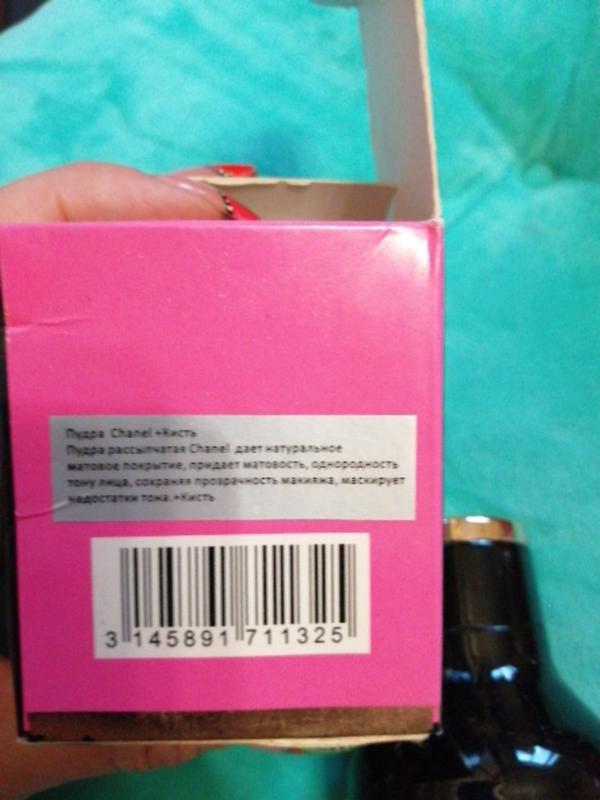 Пудра Chanel +Кисть
Пудра рассыпчатая Chanel дает натуральное
матовое покрытие, придает матовость, однородность
тону лица, сохраняя прозрачность макияжа, маскирует
недостатки тона.+Кисть
3 145891 711325